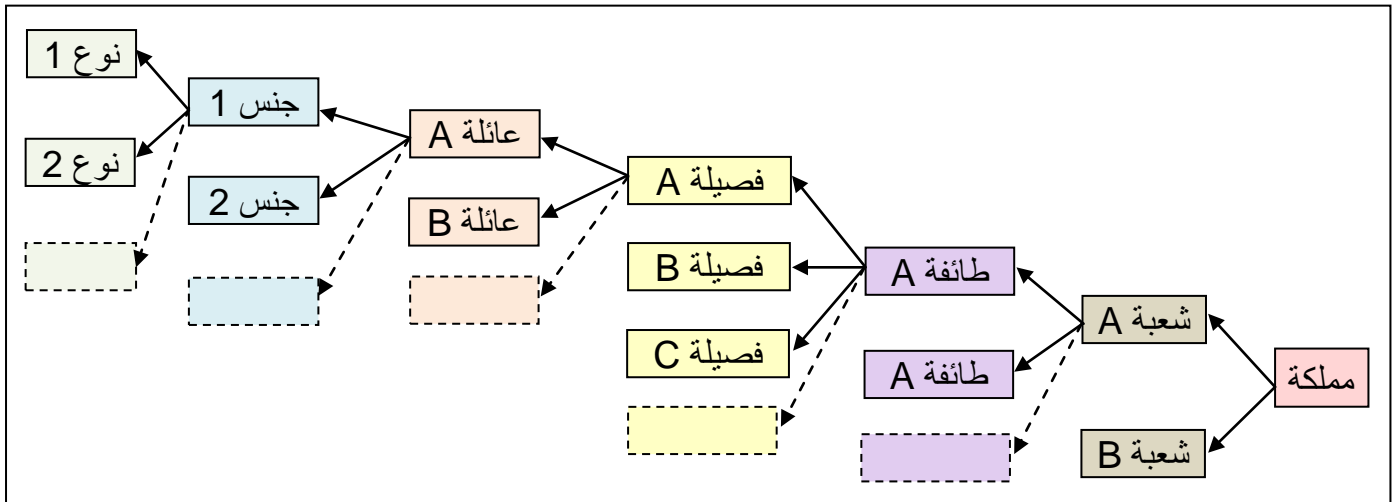 مملكة
شعبة A
شعبة B
طائفة A
طائفة A
فصيلة A
فصيلة B
فصيلة C
عائلة A
عائلة B
جنس 1
جنس 2
نوع 1
نوع 2